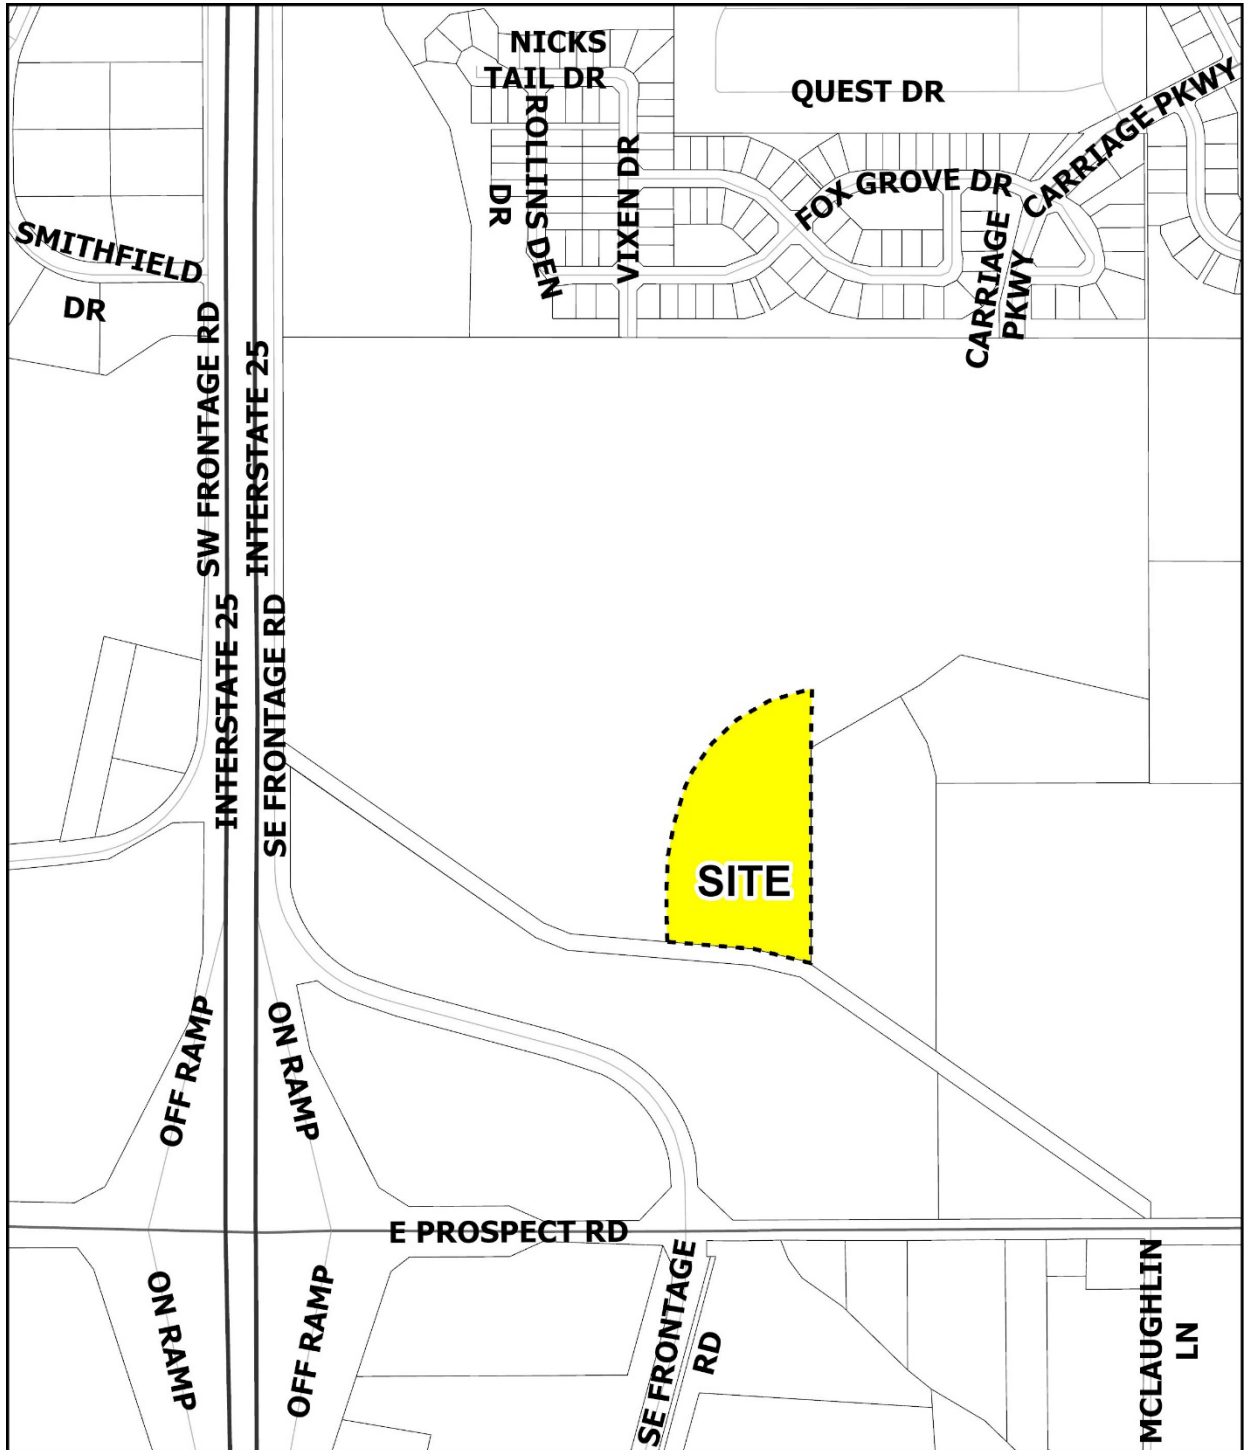 NICKS
TAIL DR
QUEST DR
CARRIAGE PKWY
ROLLINS DEN
DR
VIXEN DR
FOX GROVE DR
CARRIAGE
PKWY
SMITHFIELD
DR
SW FRONTAGE RD
INTERSTATE 25
INTERSTATE 25
SE FRONTAGE RD
SITE
OFF RAMP
ON RAMP
E PROSPECT RD
ON RAMP
OFF RAMP
SE FRONTAGE
RD
MCLAUGHLIN
LN